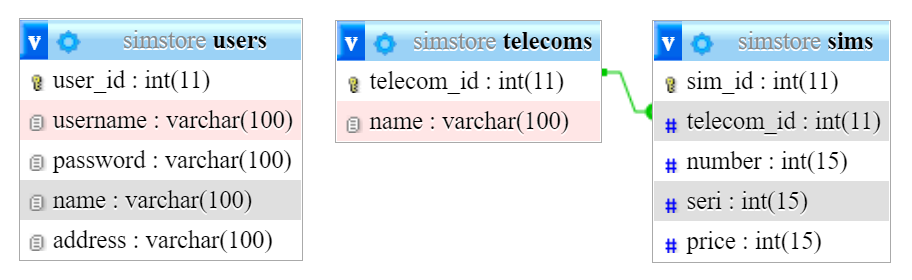 v simstore users
user_id : int(11)
username : varchar(100)
password : varchar(100)
name : varchar(100)
address : varchar(100)
v simstore telecoms
telecom_id : int(11)
name : varchar(100)
v simstore sims
sim_id : int(11)
# telecom_id : int(11)
# number : int(15)
# seri : int(15)
# price : int(15)